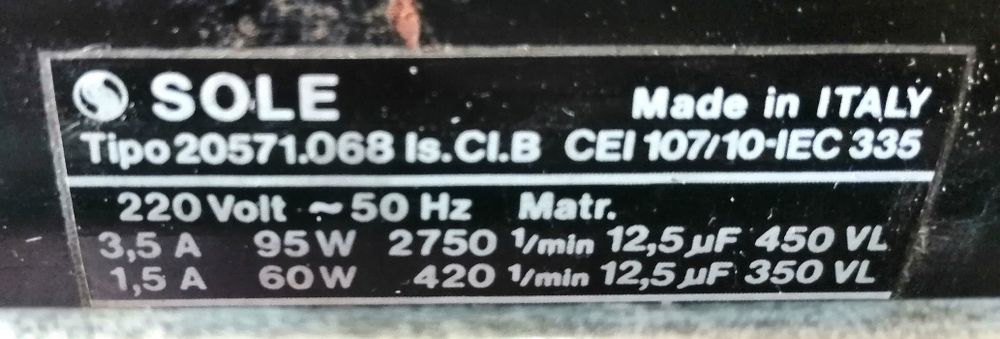 SOLE Made in ITALY
Tipo 20571.068 Is.Cl.B CEI 107/10-IEC 335
220 Volt ~ 50 Hz Matr.
3,5 A 95 W 2750 1/min 12,5 µF 450 VL
1,5 A 60 W 420 1/min 12,5 µF 350 VL